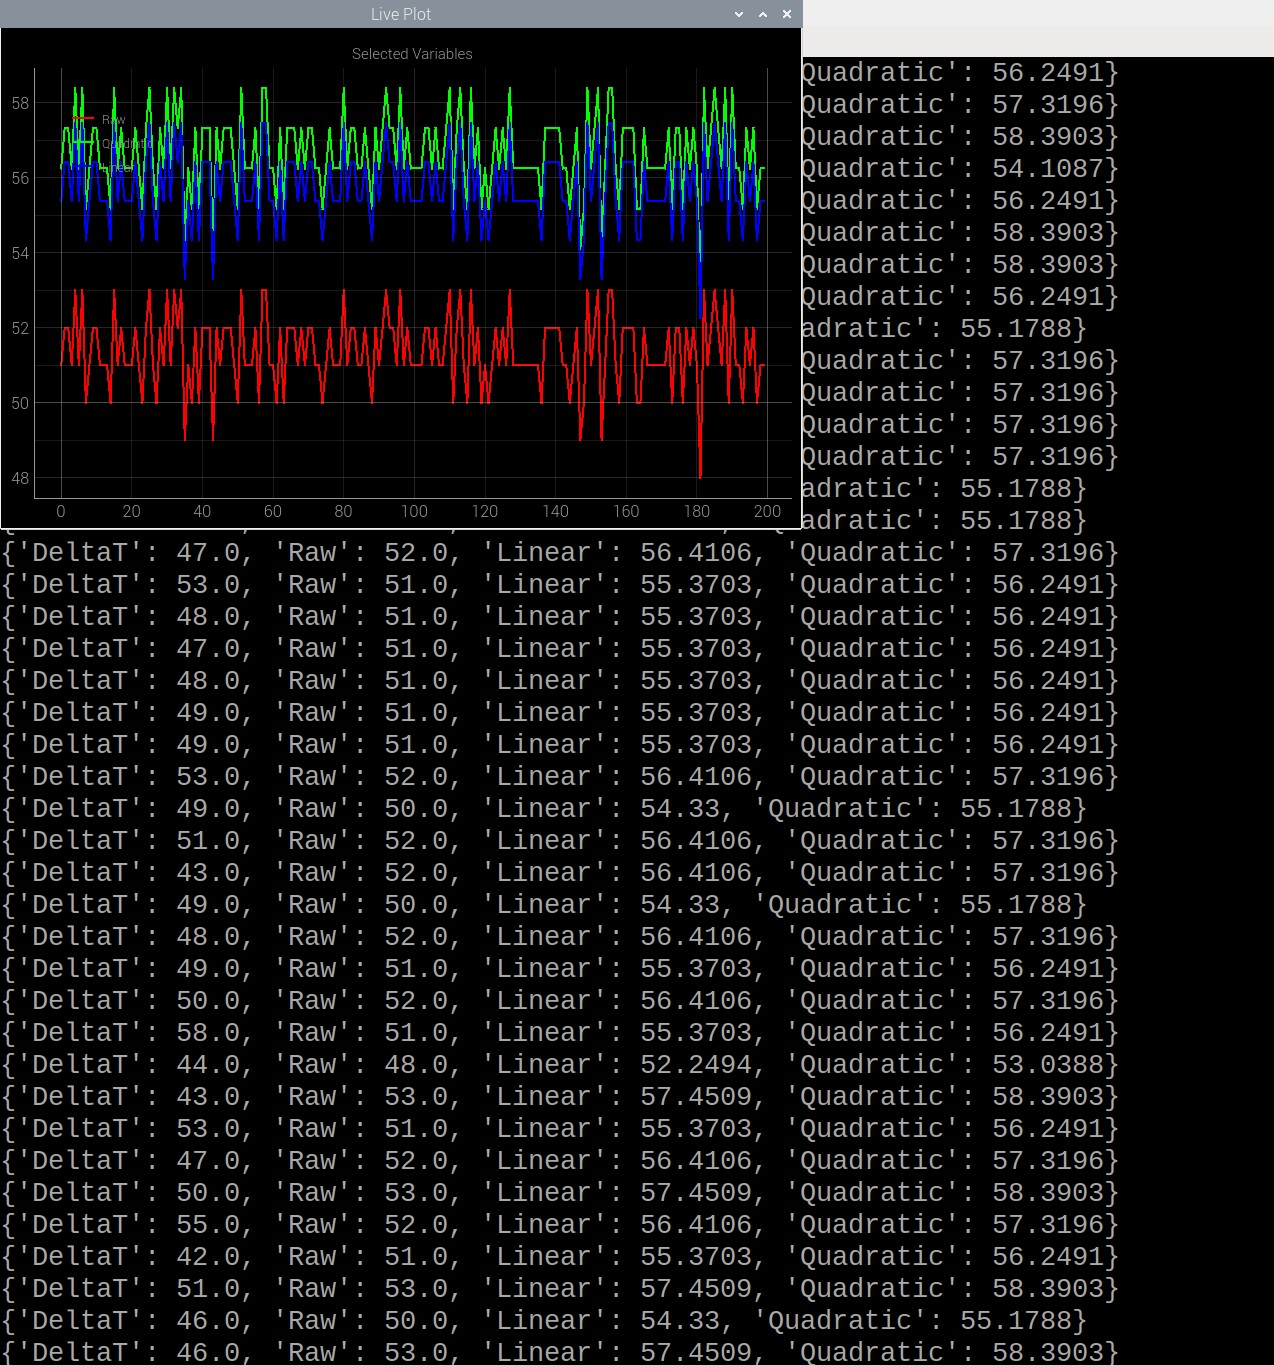 Live Plot
Selected Variables
58
56
54
52
50
48
Raw
Quadratic
Linear
0 20 40 60 80 100 120 140 160 180 200
Quadratic': 56.2491}
Quadratic': 57.3196}
Quadratic': 58.3903}
Quadratic': 54.1087}
Quadratic': 56.2491}
Quadratic': 58.3903}
Quadratic': 58.3903}
Quadratic': 56.2491}
adratic': 55.1788}
Quadratic': 57.3196}
Quadratic': 57.3196}
Quadratic': 57.3196}
Quadratic': 57.3196}
adratic': 55.1788}
adratic': 55.1788}
{'DeltaT': 47.0, 'Raw': 52.0, 'Linear': 56.4106, 'Quadratic': 57.3196}
{'DeltaT': 53.0, 'Raw': 51.0, 'Linear': 55.3703, 'Quadratic': 56.2491}
{'DeltaT': 48.0, 'Raw': 51.0, 'Linear': 55.3703, 'Quadratic': 56.2491}
{'DeltaT': 47.0, 'Raw': 51.0, 'Linear': 55.3703, 'Quadratic': 56.2491}
{'DeltaT': 48.0, 'Raw': 51.0, 'Linear': 55.3703, 'Quadratic': 56.2491}
{'DeltaT': 49.0, 'Raw': 51.0, 'Linear': 55.3703, 'Quadratic': 56.2491}
{'DeltaT': 49.0, 'Raw': 51.0, 'Linear': 55.3703, 'Quadratic': 56.2491}
{'DeltaT': 53.0, 'Raw': 52.0, 'Linear': 56.4106, 'Quadratic': 57.3196}
{'DeltaT': 49.0, 'Raw': 50.0, 'Linear': 54.33, 'Quadratic': 55.1788}
{'DeltaT': 51.0, 'Raw': 52.0, 'Linear': 56.4106, 'Quadratic': 57.3196}
{'DeltaT': 43.0, 'Raw': 52.0, 'Linear': 56.4106, 'Quadratic': 57.3196}
{'DeltaT': 49.0, 'Raw': 50.0, 'Linear': 54.33, 'Quadratic': 55.1788}
{'DeltaT': 48.0, 'Raw': 52.0, 'Linear': 56.4106, 'Quadratic': 57.3196}
{'DeltaT': 49.0, 'Raw': 51.0, 'Linear': 55.3703, 'Quadratic': 56.2491}
{'DeltaT': 50.0, 'Raw': 52.0, 'Linear': 56.4106, 'Quadratic': 57.3196}
{'DeltaT': 58.0, 'Raw': 51.0, 'Linear': 55.3703, 'Quadratic': 56.2491}
{'DeltaT': 44.0, 'Raw': 48.0, 'Linear': 52.2494, 'Quadratic': 53.0388}
{'DeltaT': 43.0, 'Raw': 53.0, 'Linear': 57.4509, 'Quadratic': 58.3903}
{'DeltaT': 53.0, 'Raw': 51.0, 'Linear': 55.3703, 'Quadratic': 56.2491}
{'DeltaT': 47.0, 'Raw': 52.0, 'Linear': 56.4106, 'Quadratic': 57.3196}
{'DeltaT': 50.0, 'Raw': 53.0, 'Linear': 57.4509, 'Quadratic': 58.3903}
{'DeltaT': 55.0, 'Raw': 52.0, 'Linear': 56.4106, 'Quadratic': 57.3196}
{'DeltaT': 42.0, 'Raw': 51.0, 'Linear': 55.3703, 'Quadratic': 56.2491}
{'DeltaT': 51.0, 'Raw': 53.0, 'Linear': 57.4509, 'Quadratic': 58.3903}
{'DeltaT': 46.0, 'Raw': 50.0, 'Linear': 54.33, 'Quadratic': 55.1788}
{'DeltaT': 46.0, 'Raw': 53.0, 'Linear': 57.4509, 'Quadratic': 58.3903}